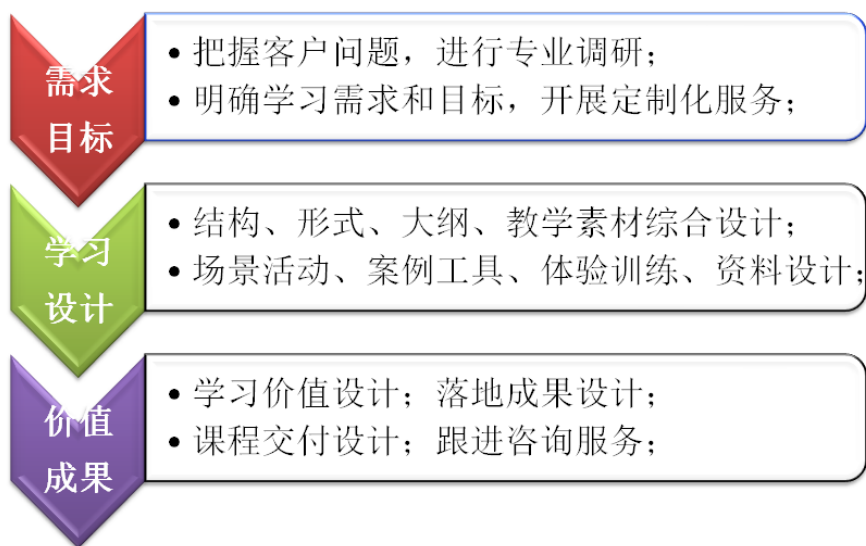 需求
目标
• 把握客户问题，进行专业调研；
• 明确学习需求和目标，开展定制化服务；
学习
设计
• 结构、形式、大纲、教学素材综合设计；
• 场景活动、案例工具、体验训练、资料设计；
价值
成果
• 学习价值设计；落地成果设计；
• 课程交付设计；跟进咨询服务；